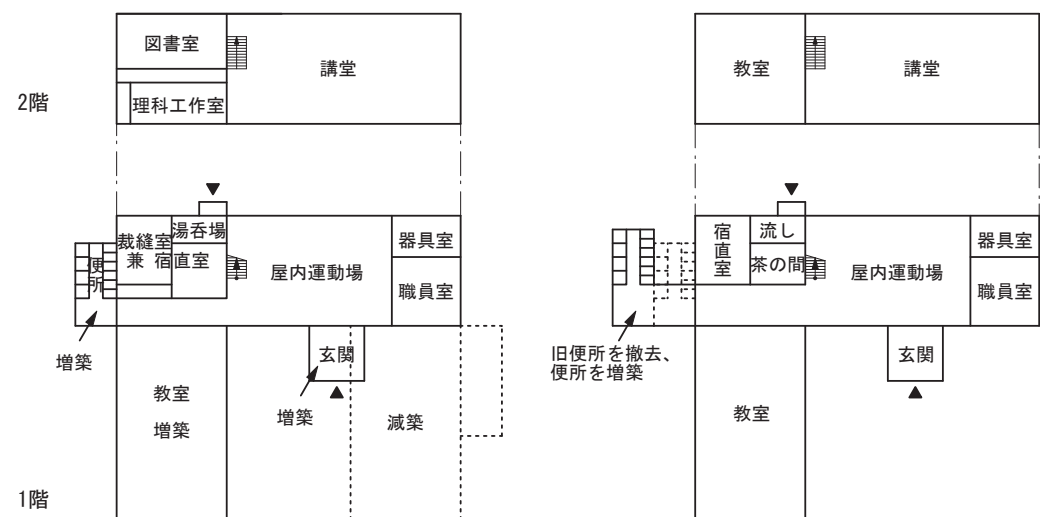 2階
図書室
理科工作室
講堂
裁縫室
兼 宿直室
湯呑場
便所
屋内運動場
器具室
職員室
増築
玄関
増築
教室
増築
減築
1階
教室
講堂
宿直室
流し
茶の間
屋内運動場
器具室
職員室
旧便所を撤去、
便所を増築
玄関
教室